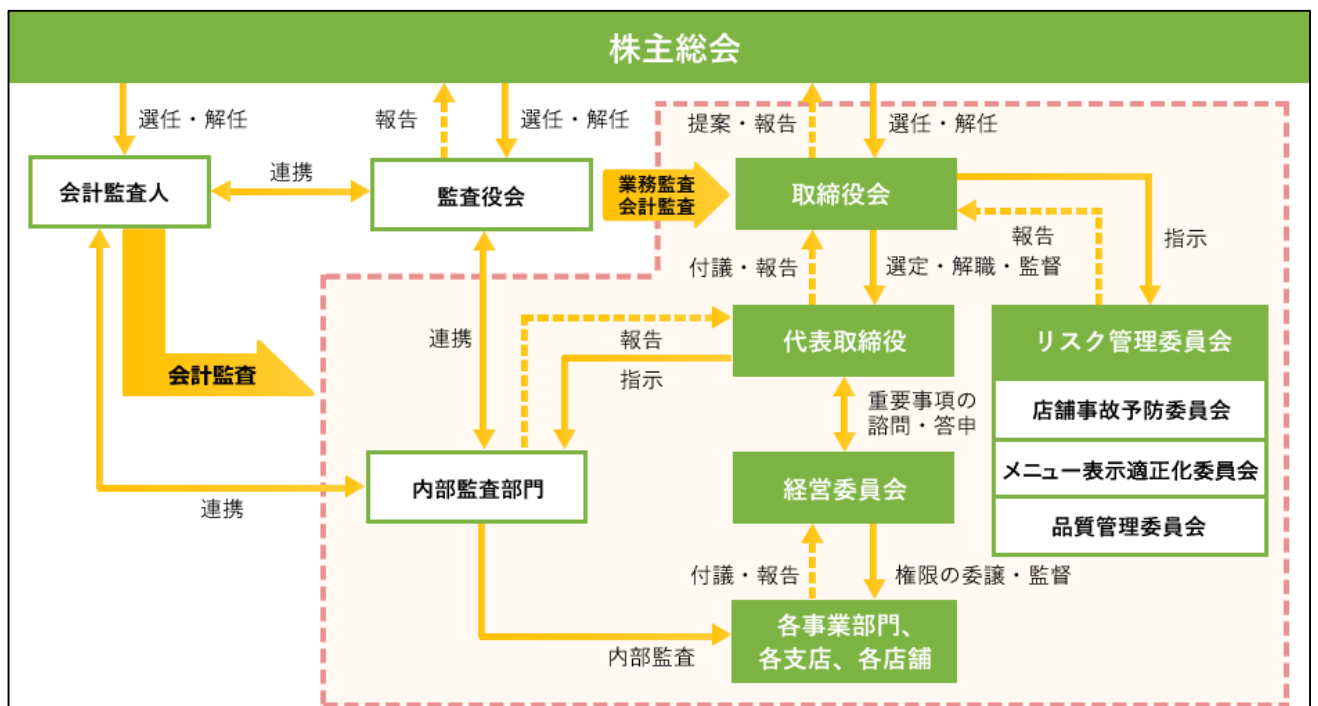 株主総会
選任・解任
報告
選任・解任
提案・報告
選任・解任
会計監査人
連携
監査役会
業務監査
会計監査
取締役会
報告
指示
付議・報告
選定・解職・監督
連携
報告
指示
代表取締役
リスク管理委員会
会計監査
重要事項の
諮問・答申
店舗事故予防委員会
メニュー表示適正化委員会
品質管理委員会
内部監査部門
経営委員会
連携
付議・報告
権限の委譲・監督
内部監査
各事業部門、
各支店、各店舗